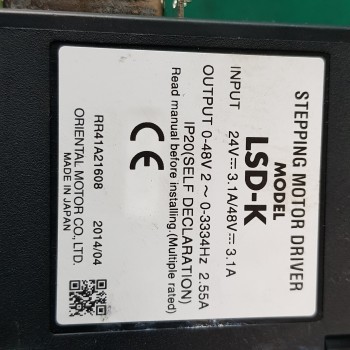 STEPPING MOTOR DRIVER
MODEL
LSD-K
INPUT 24V⎓3.1A/48V⎓3.1A
OUTPUT 0-48V 2～0-3334Hz 2.55A
IP20(SELF DECLARATION)
Read manual before installing.(Multiple rated)
CE
RR41A21608 2014/04
ORIENTAL MOTOR CO.,LTD.
MADE IN JAPAN